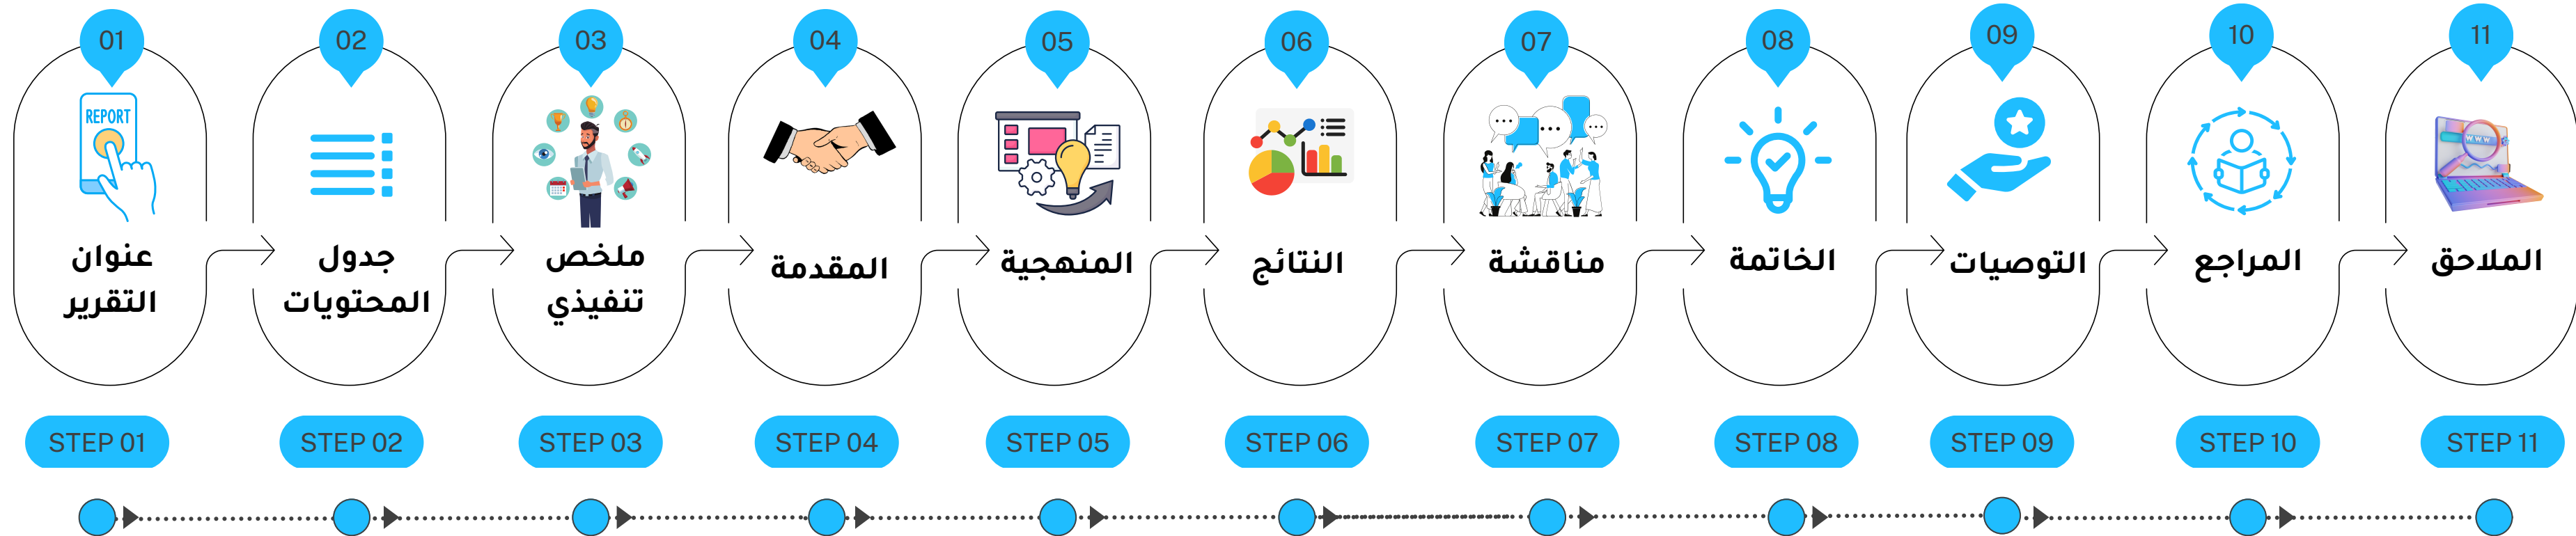 01
REPORT
عنوان
التقرير
02
جدول
المحتويات
03
ملخص
تنفيذي
04
المقدمة
05
المنهجية
06
النتائج
07
مناقشة
08
الخاتمة
09
التوصيات
10
المراجع
11
www
الملاحق
STEP 01
STEP 02
STEP 03
STEP 04
STEP 05
STEP 06
STEP 07
STEP 08
STEP 09
STEP 10
STEP 11